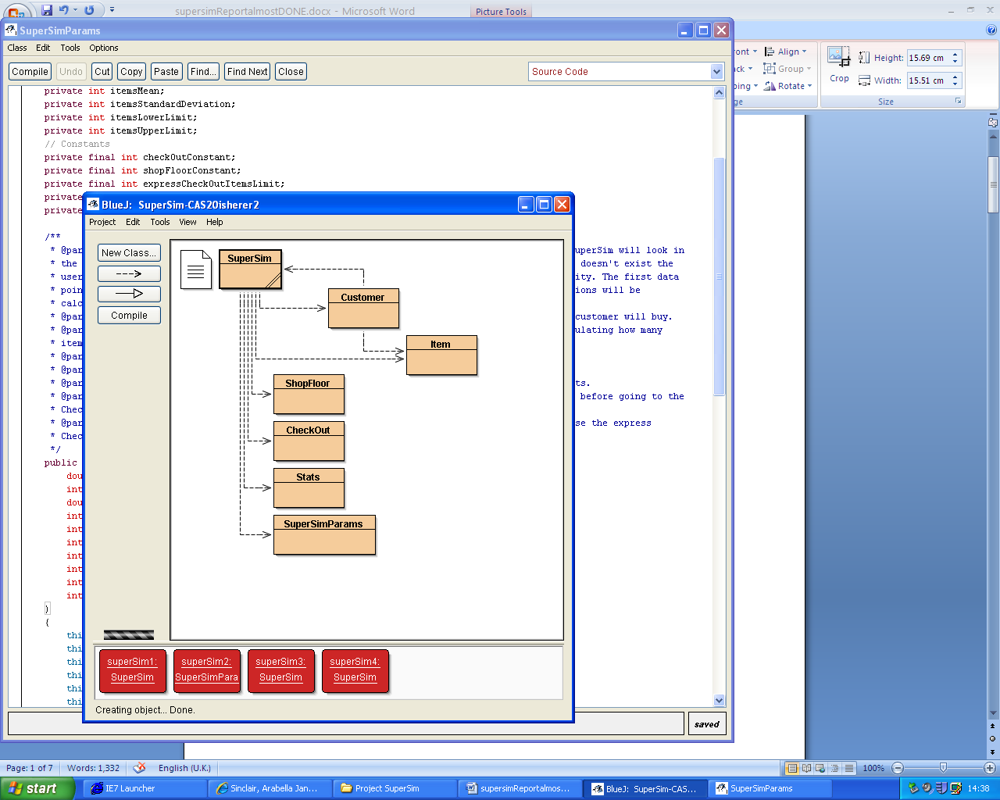 supersimReportalmostDONE.docx - Microsoft Word
Picture Tools
SuperSimParams
Class Edit Tools Options
Compile Undo Cut Copy Paste Find... Find Next Close
Source Code
ront Align Height: 15.69 cm
ck Group
Crop Width: 15.51 cm
ping Rotate
ge Size
private int itemsMean;
private int itemsStandardDeviation;
private int itemsLowerLimit;
private int itemsUpperLimit;
// Constants
private final int checkOutConstant;
private final int shopFloorConstant;
private final int expressCheckOutItemsLimit;
private
private
/**
* @par
* the
* user
* poin
* calc
* @par
* @par
* item
* @par
* @par
* @par
* @par
* Chec
* @par
* Chec
*/
public
dou
int
dou
int
int
int
int
int
int
int
)
{
thi
thi
thi
thi
thi
thi
uperSim will look in
doesn't exist the
ity. The first data
ions will be
customer will buy.
ulating how many
ts.
before going to the
se the express
BlueJ: SuperSim-CAS20isherer2
Project Edit Tools View Help
New Class...
Compile
SuperSim
Customer
Item
ShopFloor
CheckOut
Stats
SuperSimParams
superSim1:
SuperSim
superSim2:
SuperSimPara
superSim3:
SuperSim
superSim4:
SuperSim
Creating object... Done.
saved
Page: 1 of 7 Words: 1,332 English (U.K.) 100%
start IE7 Launcher Sinclair, Arabella Jan... Project SuperSim supersimReportalmos... BlueJ: SuperSim-CAS... SuperSimParams 14:38